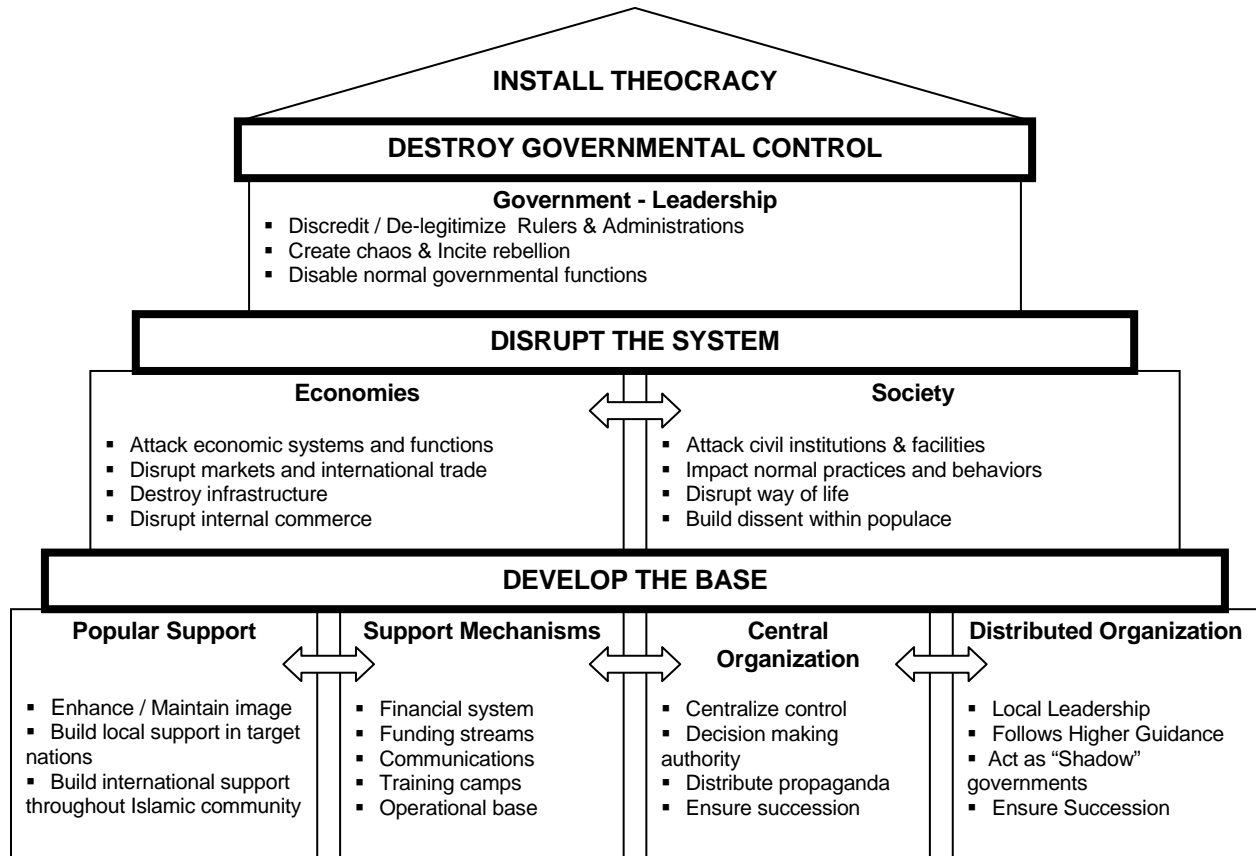 INSTALL THEOCRACY
DESTROY GOVERNMENTAL CONTROL
Government - Leadership
▪ Discredit / De-legitimize Rulers & Administrations
▪ Create chaos & Incite rebellion
▪ Disable normal governmental functions
DISRUPT THE SYSTEM
Economies
▪ Attack economic systems and functions
▪ Disrupt markets and international trade
▪ Destroy infrastructure
▪ Disrupt internal commerce
Society
▪ Attack civil institutions & facilities
▪ Impact normal practices and behaviors
▪ Disrupt way of life
▪ Build dissent within populace
DEVELOP THE BASE
Popular Support
▪ Enhance / Maintain image
▪ Build local support in target
nations
▪ Build international support
throughout Islamic community
Support Mechanisms
▪ Financial system
▪ Funding streams
▪ Communications
▪ Training camps
▪ Operational base
Central
Organization
▪ Centralize control
▪ Decision making
authority
▪ Distribute propaganda
▪ Ensure succession
Distributed Organization
▪ Local Leadership
▪ Follows Higher Guidance
▪ Act as “Shadow”
governments
▪ Ensure Succession